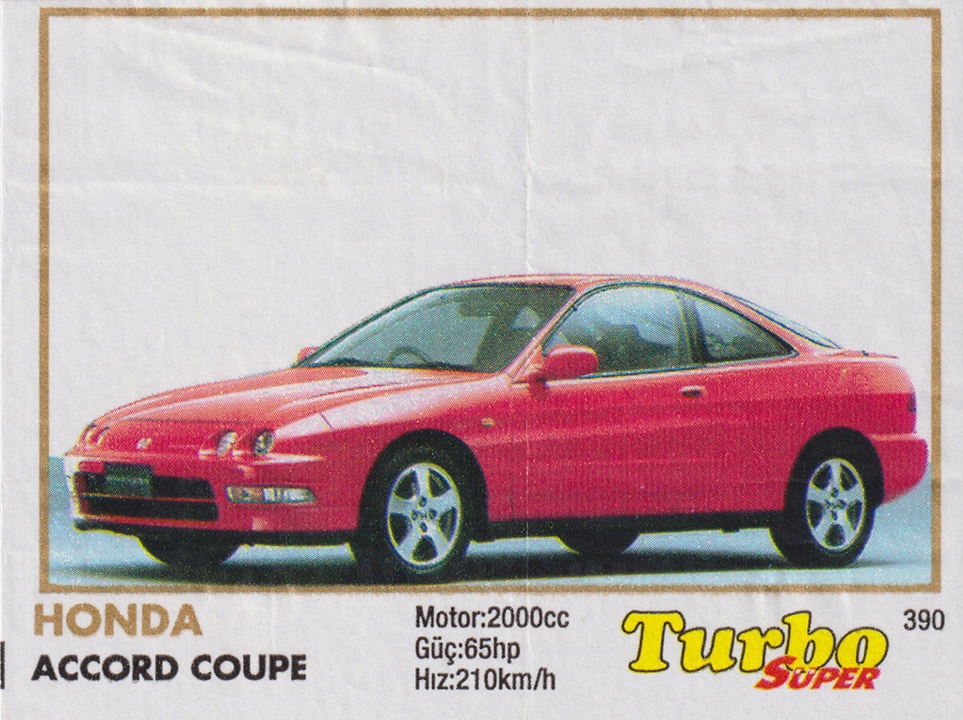 HONDA
ACCORD COUPE
Motor:2000cc
Güç:65hp
Hız:210km/h
Turbo
SUPER
390